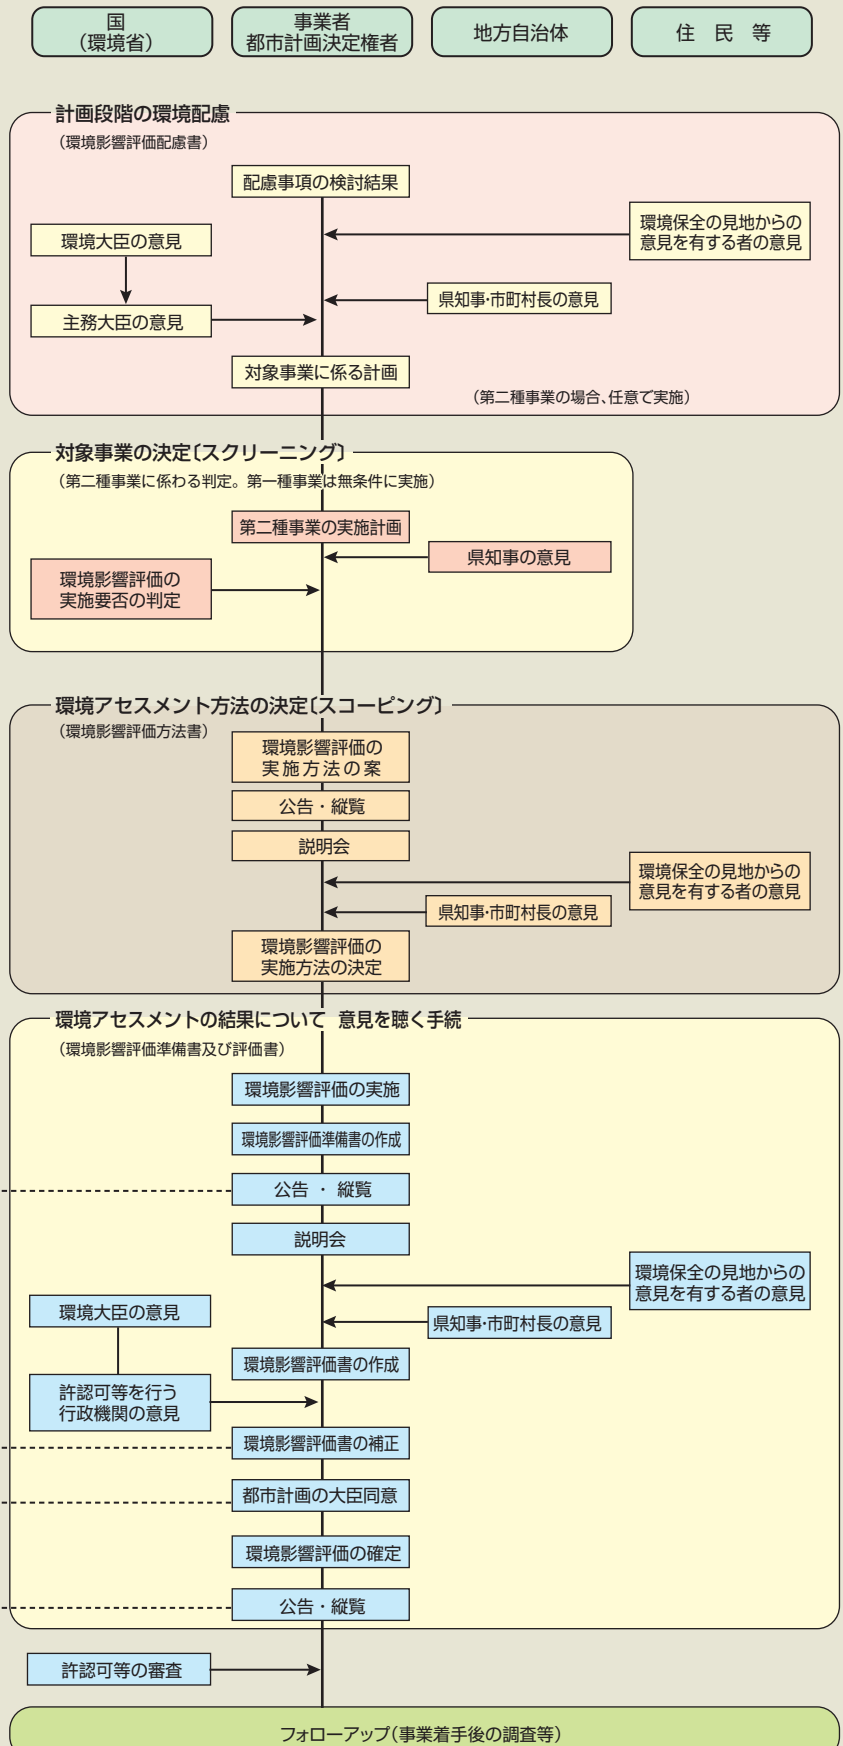 国
（環境省）
事業者
都市計画決定権者
地方自治体
住　民　等
計画段階の環境配慮
（環境影響評価配慮書）
配慮事項の検討結果
環境保全の見地からの
意見を有する者の意見
環境大臣の意見
県知事・市町村長の意見
主務大臣の意見
対象事業に係る計画
（第二種事業の場合、任意で実施）
対象事業の決定〔スクリーニング〕
（第二種事業に係わる判定。第一種事業は無条件に実施）
第二種事業の実施計画
県知事の意見
環境影響評価の
実施要否の判定
環境アセスメント方法の決定〔スコーピング〕
（環境影響評価方法書）
環境影響評価の
実施方法の案
公告・縦覧
説明会
環境保全の見地からの
意見を有する者の意見
県知事・市町村長の意見
環境影響評価の
実施方法の決定
環境アセスメントの結果について　意見を聴く手続
（環境影響評価準備書及び評価書）
環境影響評価の実施
環境影響評価準備書の作成
公告 ・ 縦覧
説明会
環境保全の見地からの
意見を有する者の意見
環境大臣の意見
県知事・市町村長の意見
環境影響評価書の作成
許認可等を行う
行政機関の意見
環境影響評価書の補正
都市計画の大臣同意
環境影響評価の確定
公告・縦覧
許認可等の審査
フォローアップ（事業着手後の調査等）